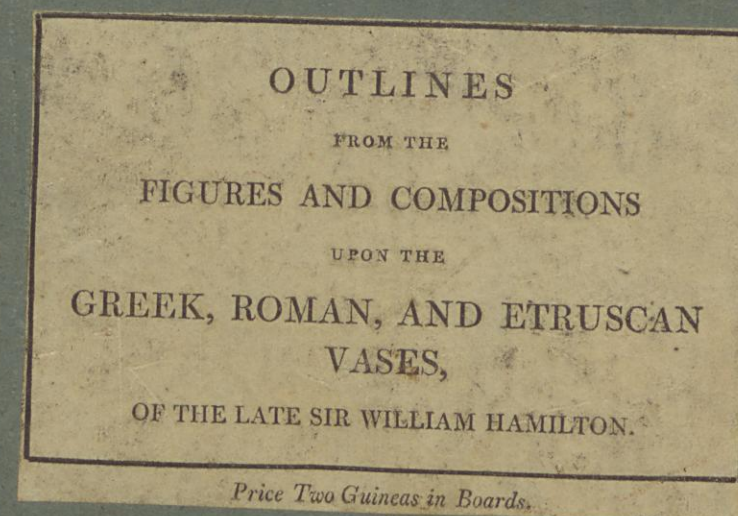 OUTLINES
FROM THE
FIGURES AND COMPOSITIONS
UPON THE
GREEK, ROMAN, AND ETRUSCAN
VASES,
OF THE LATE SIR WILLIAM HAMILTON.
Price Two Guineas in Boards.